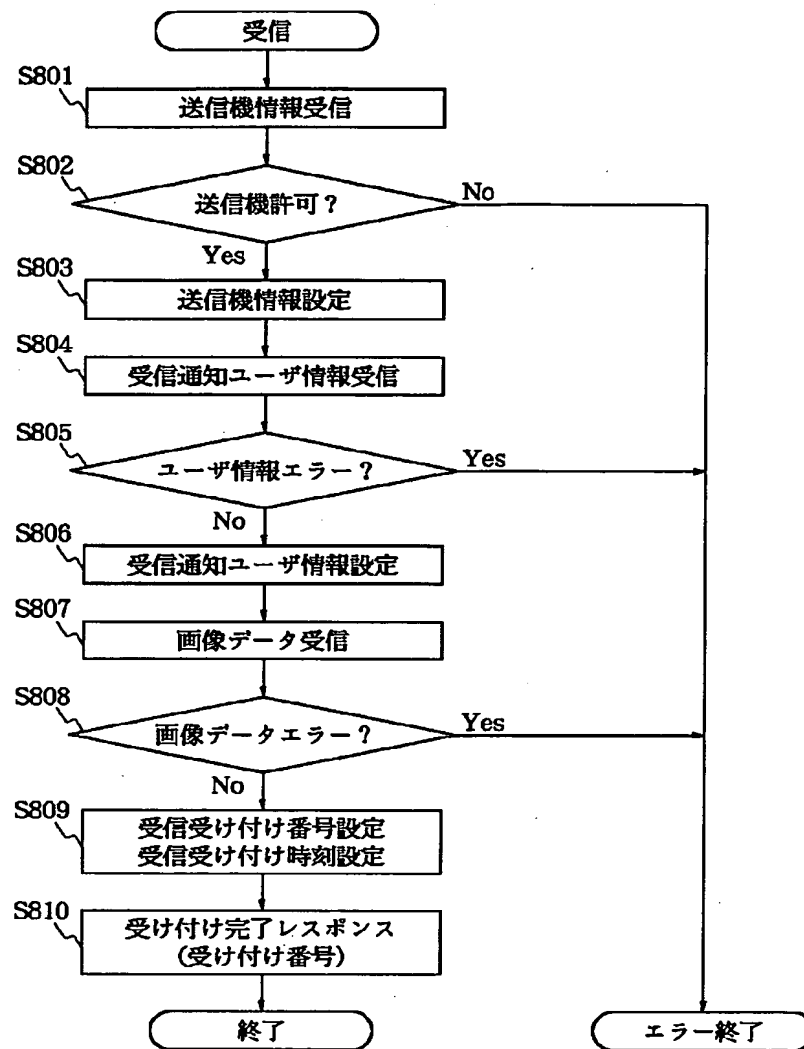 受信
S801
送信機情報受信
S802
送信機許可?
No
Yes
S803
送信機情報設定
S804
受信通知ユーザ情報受信
S805
ユーザ情報エラー?
Yes
No
S806
受信通知ユーザ情報設定
S807
画像データ受信
S808
画像データエラー?
Yes
No
S809
受信受け付け番号設定
受信受け付け時刻設定
S810
受け付け完了レスポンス
(受け付け番号)
終了
エラー終了